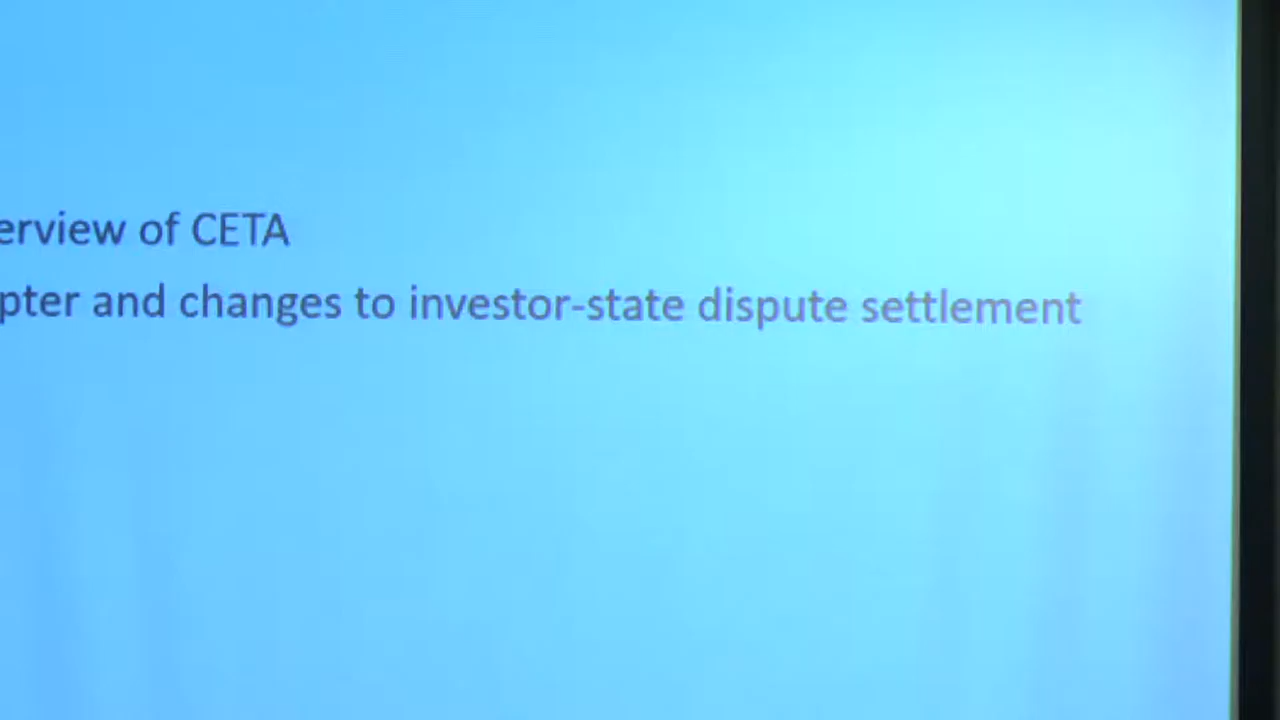 erview of CETA
pter and changes to investor-state dispute settlement